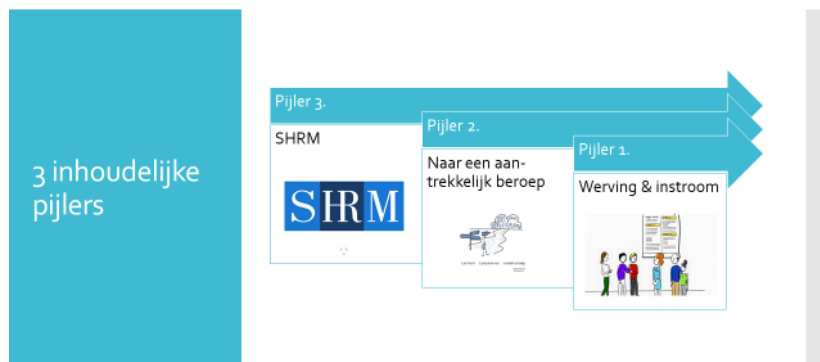 3 inhoudelijke
pijlers
Pijler 3.
SHRM
SHRM
Pijler 2.
Naar een aan-
trekkelijk beroep
Pijler 1.
Werving & instroom